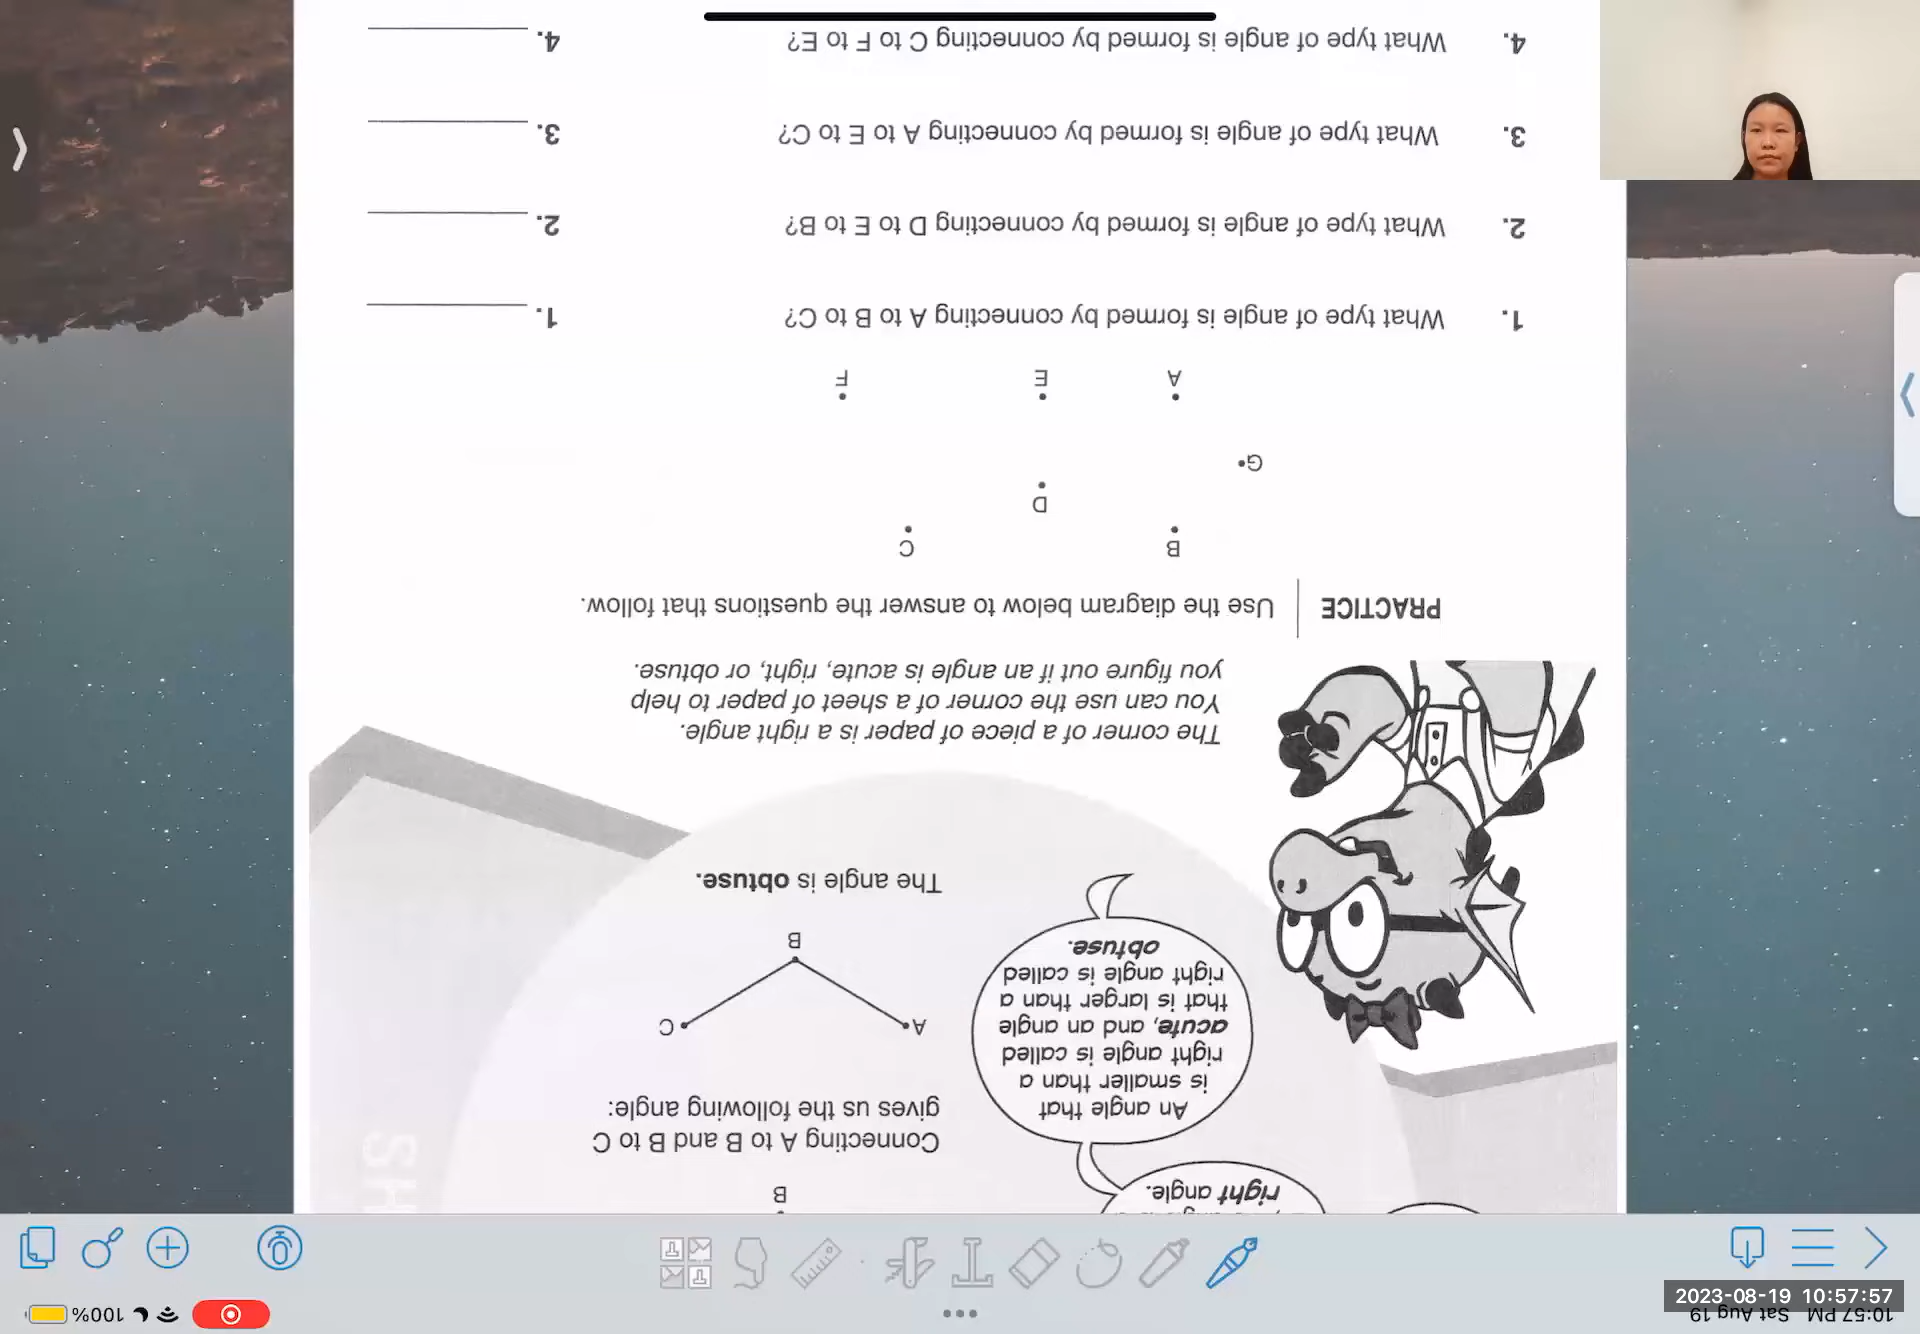 10:57 PM Sat Aug 19
100%
right angle.
B
SH
An angle that
is smaller than a
right angle is called
acute, and an angle
that is larger than a
right angle is called
obtuse.
Connecting A to B and B to C
gives us the following angle:
A
C
B
The angle is obtuse.
The corner of a piece of paper is a right angle.
You can use the corner of a sheet of paper to help
you figure out if an angle is acute, right, or obtuse.
PRACTICE
Use the diagram below to answer the questions that follow.
B
C
D
G
A
E
F
1. What type of angle is formed by connecting A to B to C? 1.
2. What type of angle is formed by connecting D to E to B? 2.
3. What type of angle is formed by connecting A to E to C? 3.
4. What type of angle is formed by connecting C to F to E? 4.
2023-08-19 10:57:57